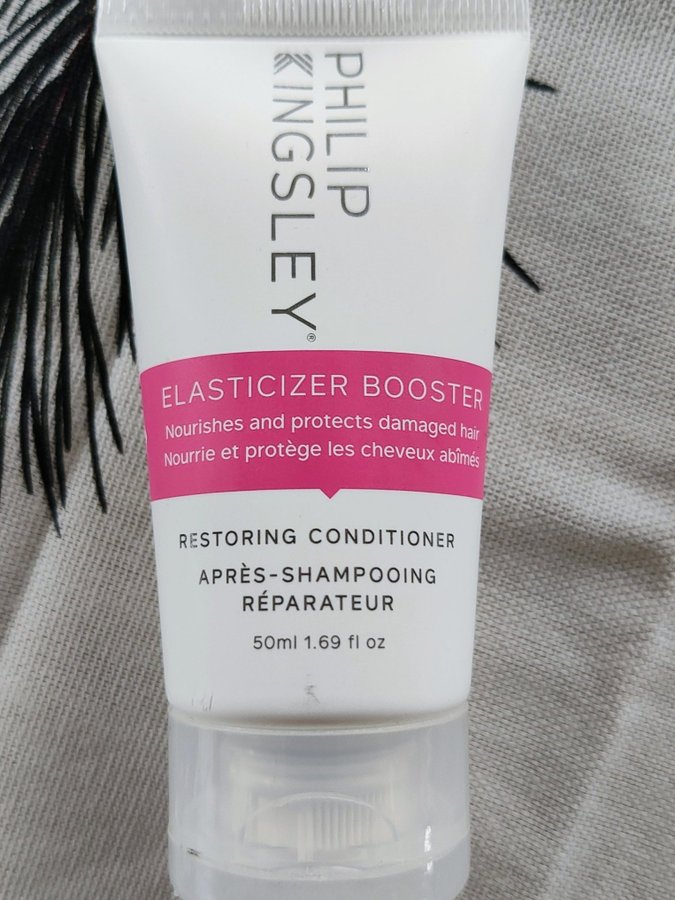 PHILIP
KINGSLEY®
ELASTICIZER BOOSTER
Nourishes and protects damaged hair
Nourrie et protège les cheveux abîmés
RESTORING CONDITIONER
APRÈS-SHAMPOOING
RÉPARATEUR
50ml 1.69 fl oz